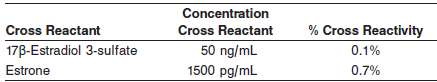 Concentration
Cross Reactant Cross Reactant % Cross Reactivity
17β-Estradiol 3-sulfate 50 ng/mL 0.1%
Estrone 1500 pg/mL 0.7%